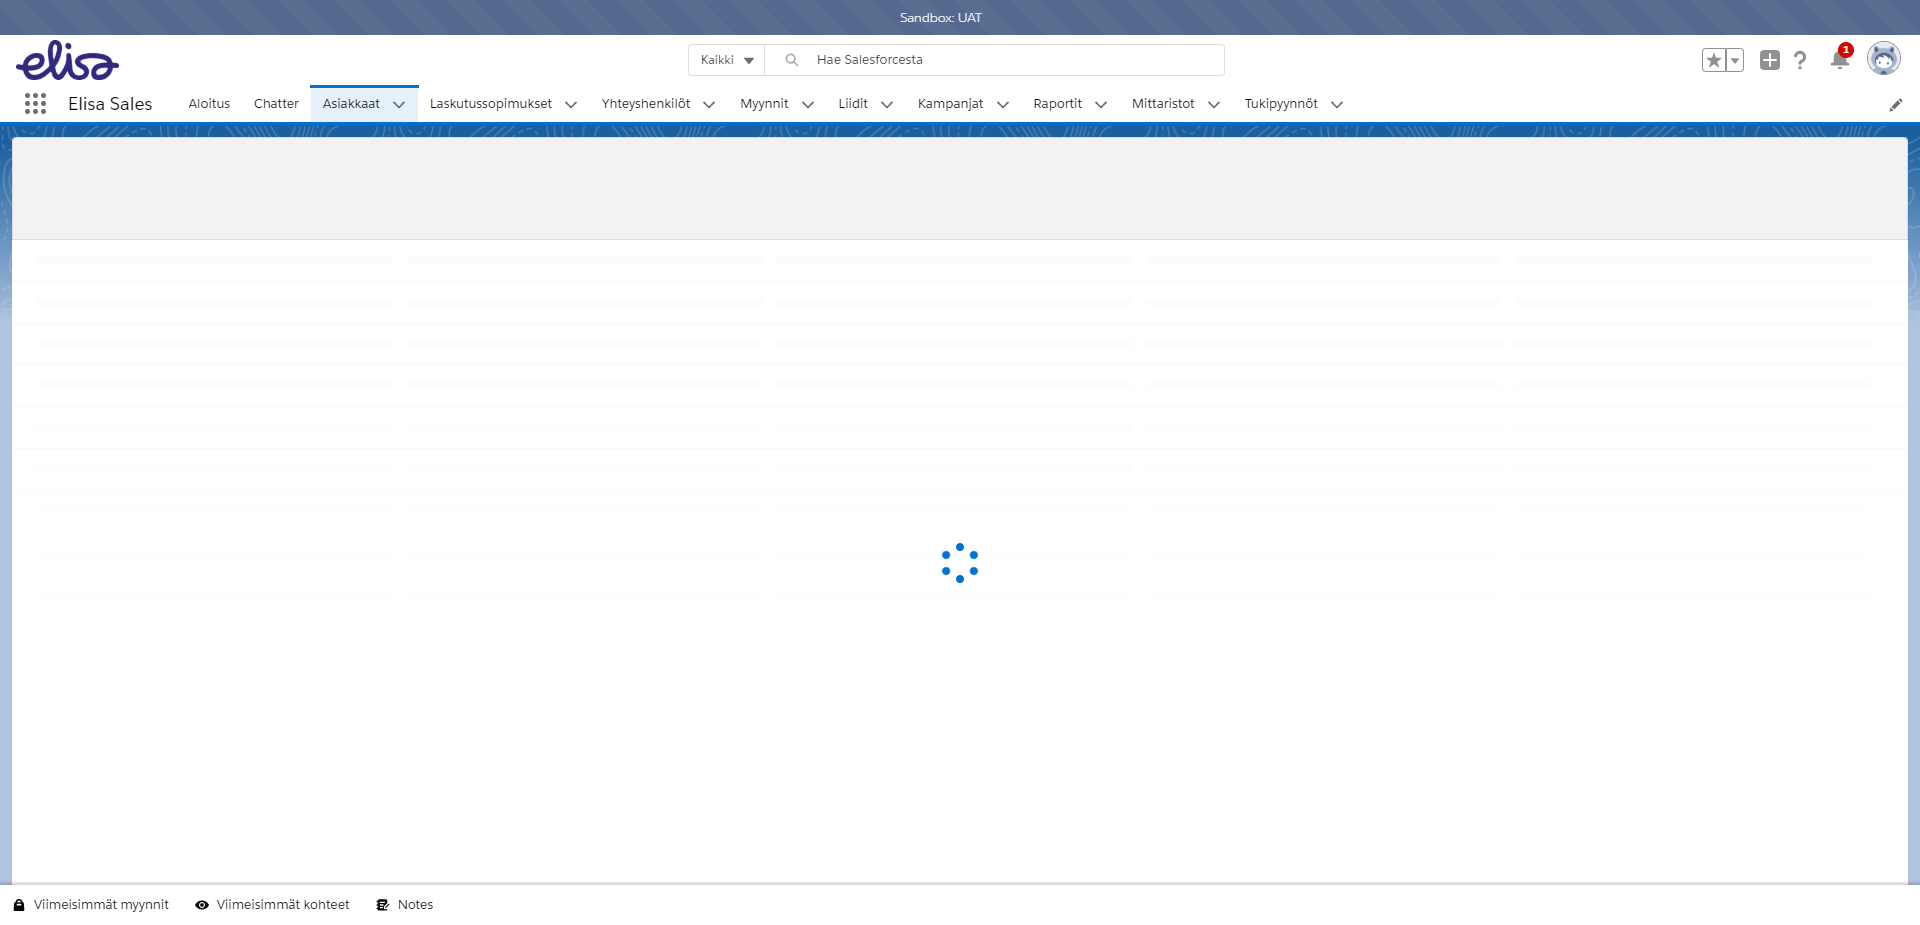 Sandbox: UAT
elisa
Kaikki
Hae Salesforcesta
1
Elisa Sales
Aloitus
Chatter
Asiakkaat
Laskutussopimukset
Yhteyshenkilöt
Myynnit
Liidit
Kampanjat
Raportit
Mittaristot
Tukipyynnöt
Viimeisimmät myynnit
Viimeisimmät kohteet
Notes